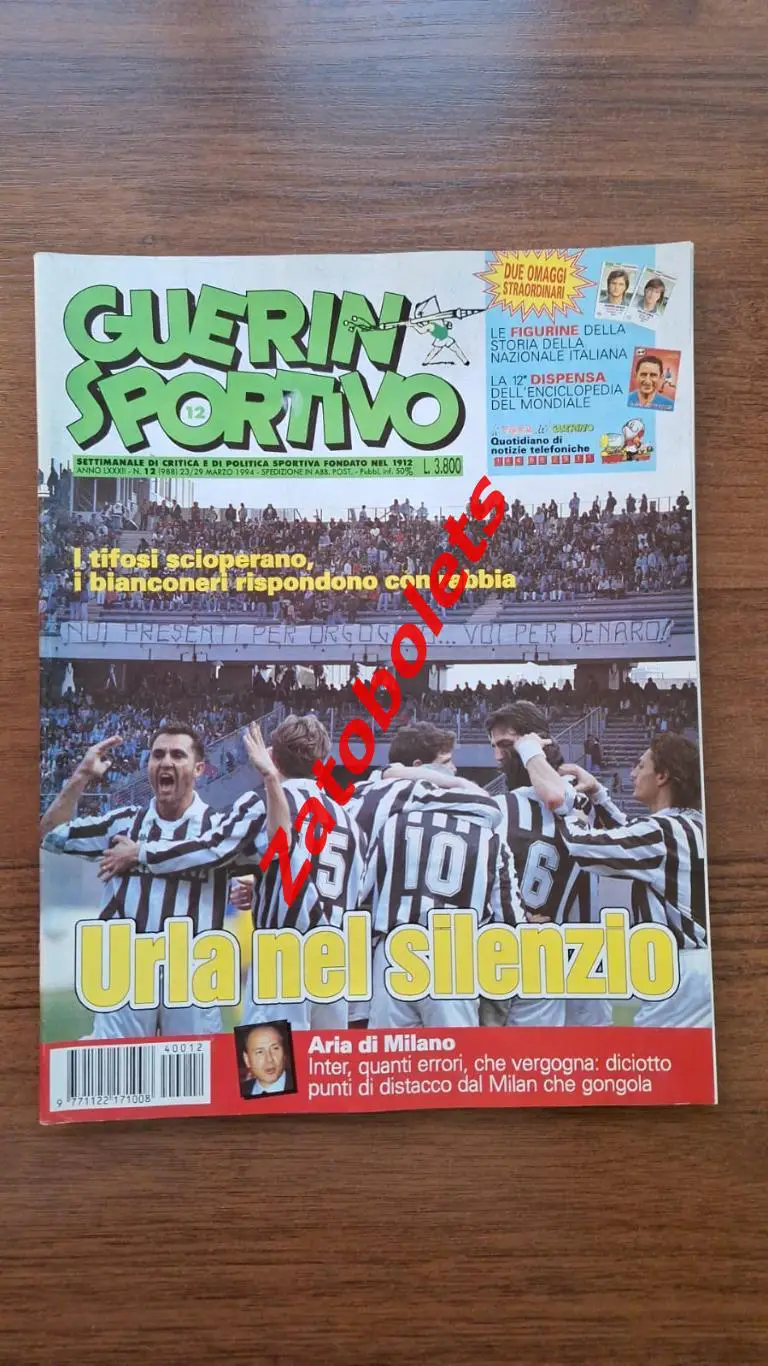 GUERIN
SPORTIVO
12
SETTIMANALE DI CRITICA E DI POLITICA SPORTIVA FONDATO NEL 1912
ANNO LXXXII - N. 12 (988) 23/29 MARZO 1994 - SPEDIZIONE IN ABB. POST. - Pubbl. inf. 50%
L. 3.800
DUE OMAGGI
STRAORDINARI
LE FIGURINE DELLA
STORIA DELLA
NAZIONALE ITALIANA
LA 12ª DISPENSA
DELL'ENCICLOPEDIA
DEL MONDIALE
Quotidiano di
notizie telefoniche
I tifosi scioperano,
i bianconeri rispondono con rabbia
NOI PRESENTI PER ORGOGLIO... VOI PER DENARO!
Zatobolets
5
10
6
Urla nel silenzio
40012
9 771122 171008
Aria di Milano
Inter, quanti errori, che vergogna: diciotto
punti di distacco dal Milan che gongola